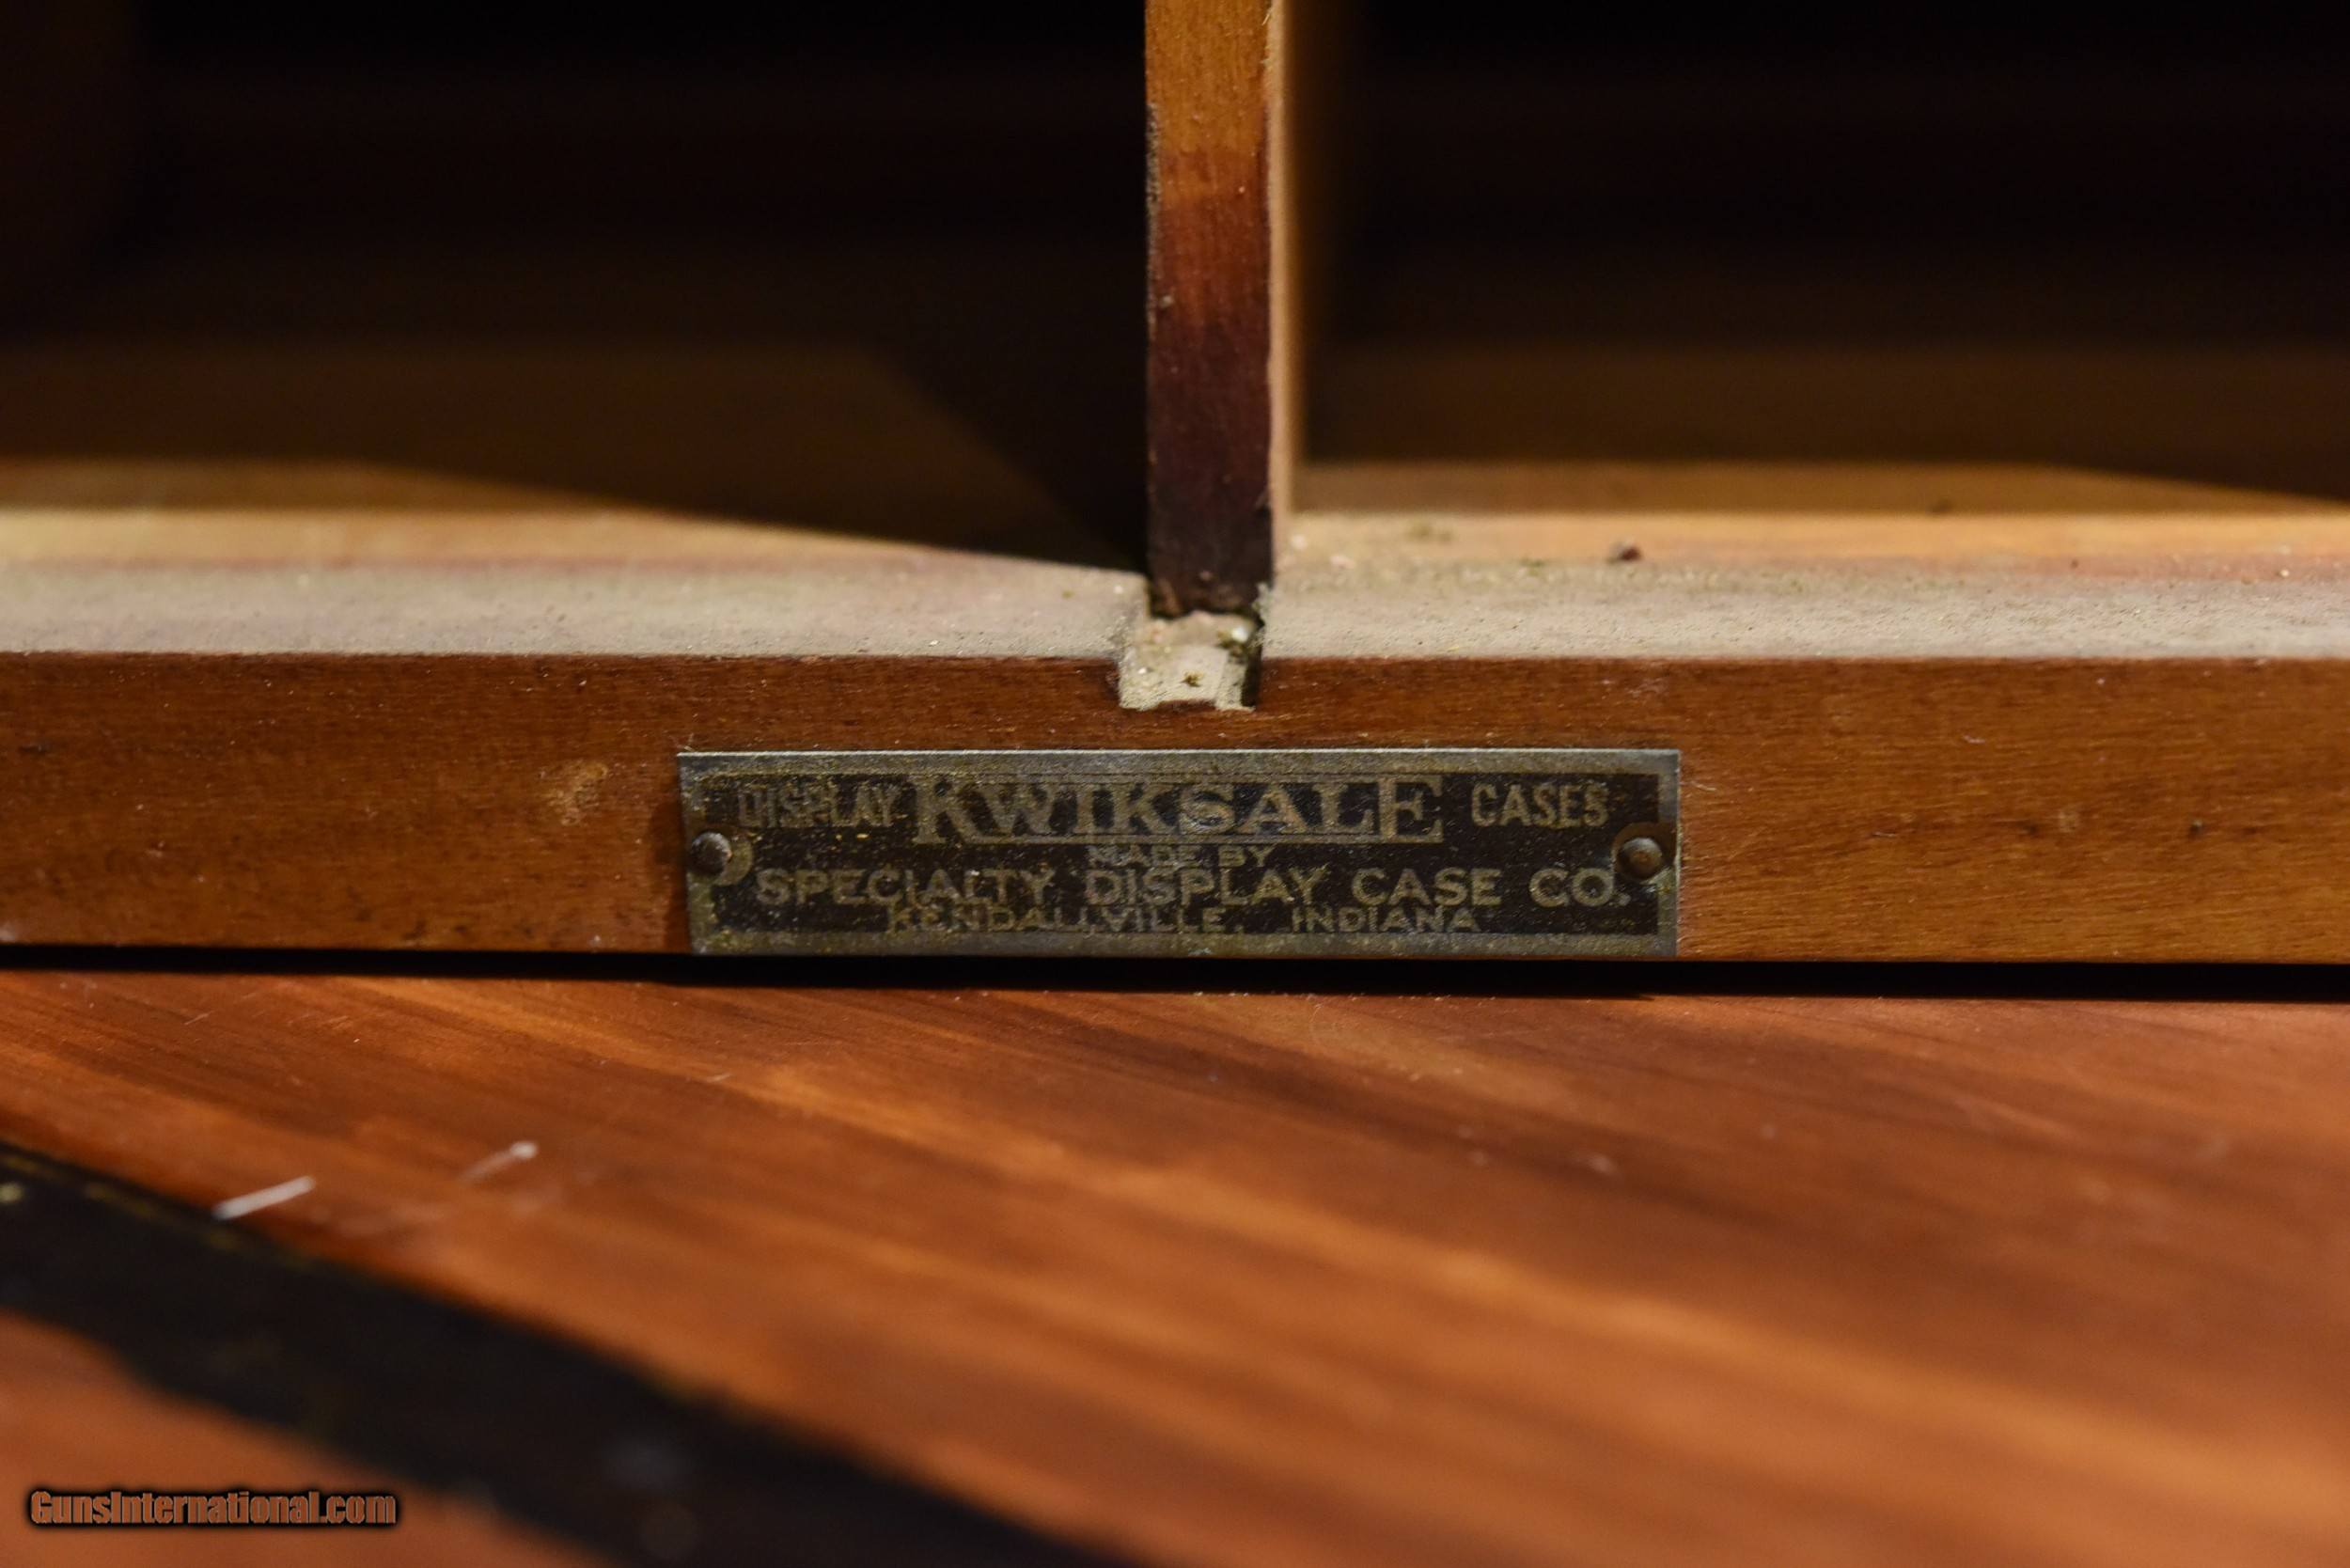 DISPLAY KWIKSALE CASES
MADE BY
SPECIALTY DISPLAY CASE CO.
KENDALLVILLE, INDIANA
GunsInternational.com